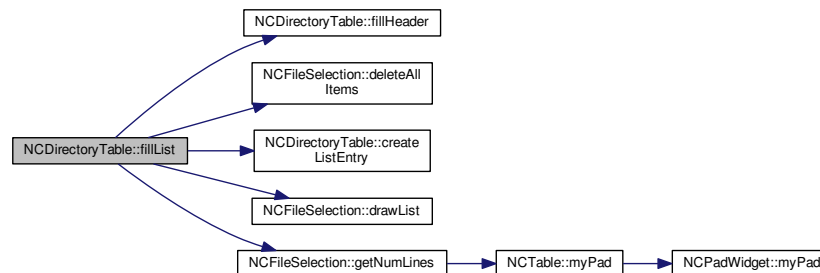 NCDirectoryTable::fillHeader
NCFileSelection::deleteAll
Items
NCDirectoryTable::fillList
NCDirectoryTable::create
ListEntry
NCFileSelection::drawList
NCFileSelection::getNumLines
NCTable::myPad
NCPadWidget::myPad